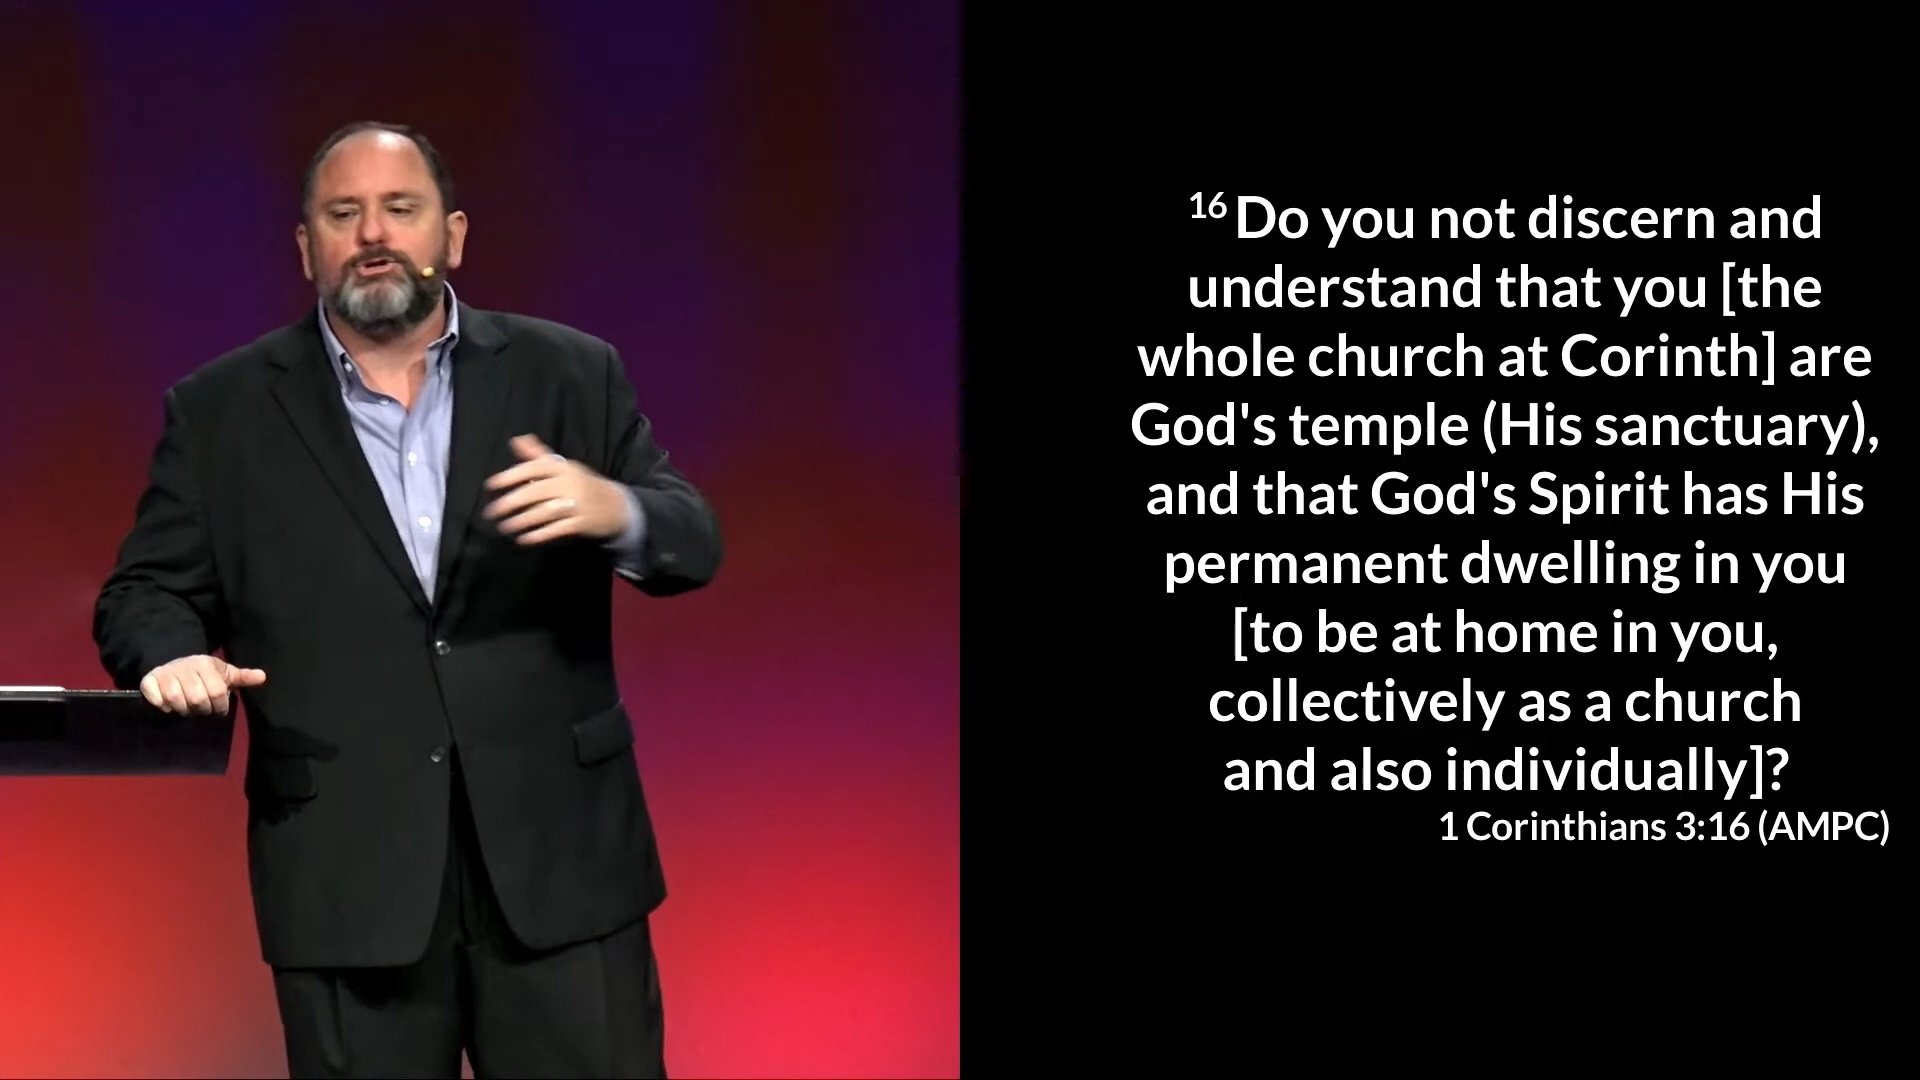 16 Do you not discern and
understand that you [the
whole church at Corinth] are
God's temple (His sanctuary),
and that God's Spirit has His
permanent dwelling in you
[to be at home in you,
collectively as a church
and also individually]?
1 Corinthians 3:16 (AMPC)